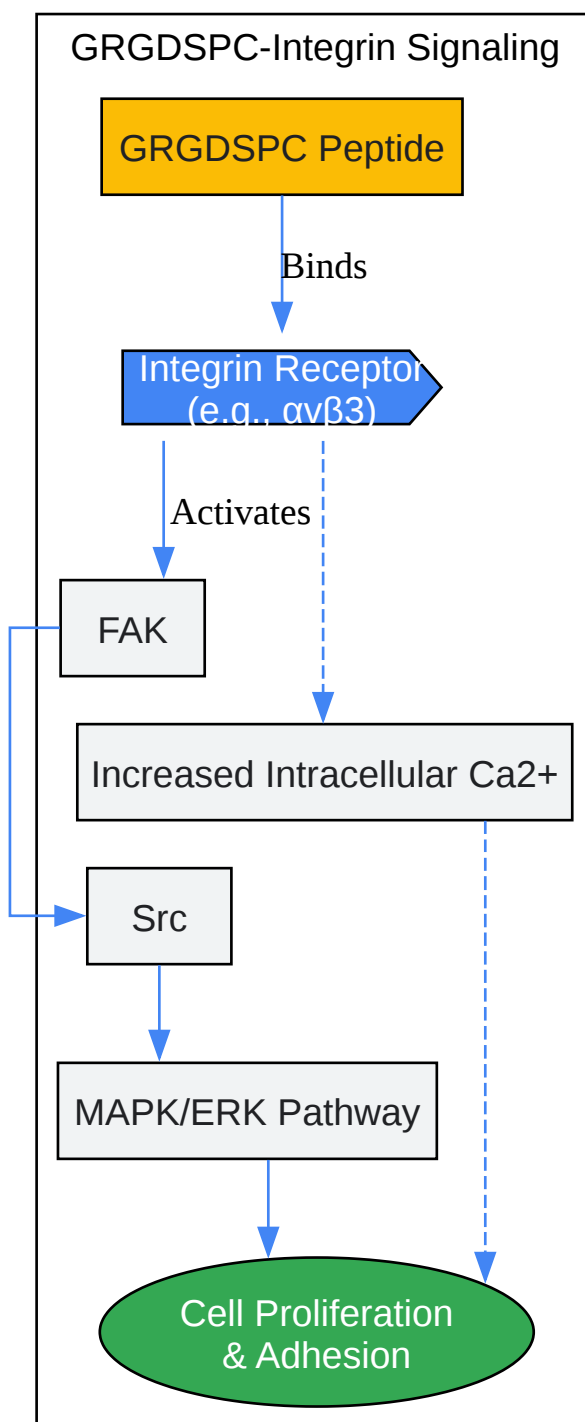 GRGDSPC-Integrin Signaling
GRGDSPC Peptide
Binds
Integrin Receptor
(e.g., αvβ3)
Activates
FAK
Increased Intracellular Ca2+
Src
MAPK/ERK Pathway
Cell Proliferation
& Adhesion